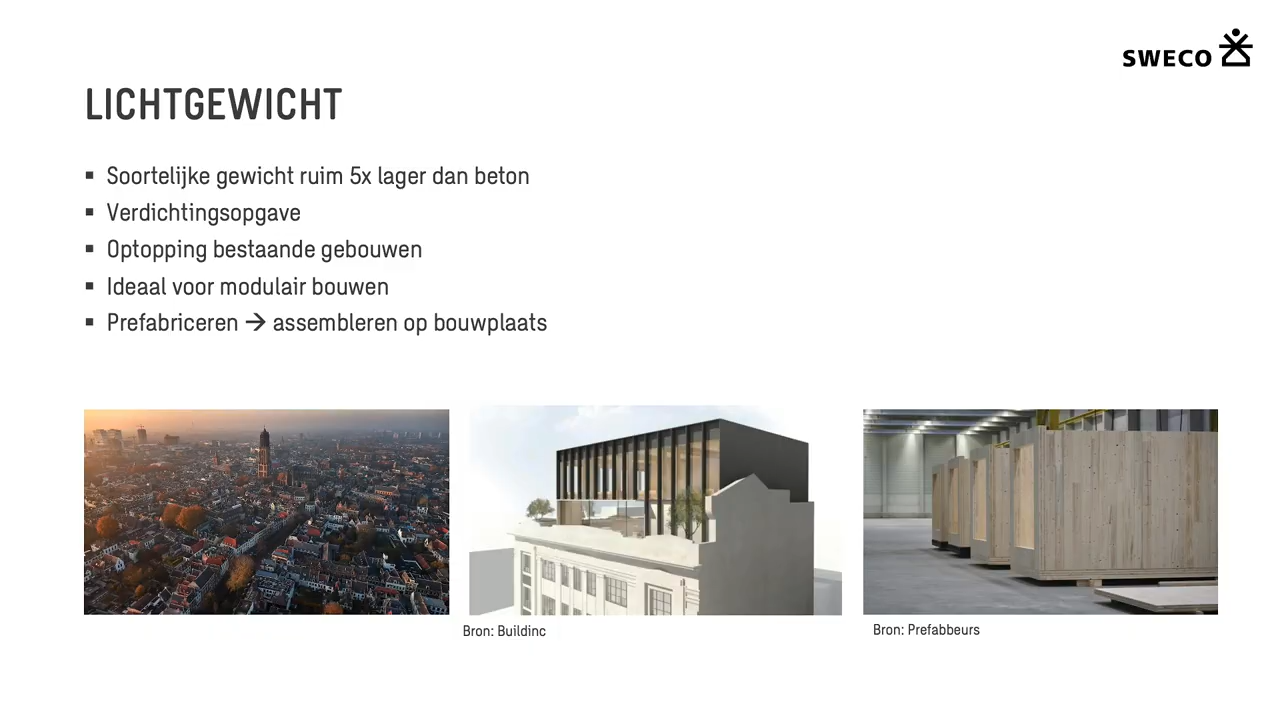 SWECO
LICHTGEWICHT
▪ Soortelijke gewicht ruim 5x lager dan beton
▪ Verdichtingsopgave
▪ Optopping bestaande gebouwen
▪ Ideaal voor modulair bouwen
▪ Prefabriceren → assembleren op bouwplaats
Bron: Buildinc
Bron: Prefabbeurs